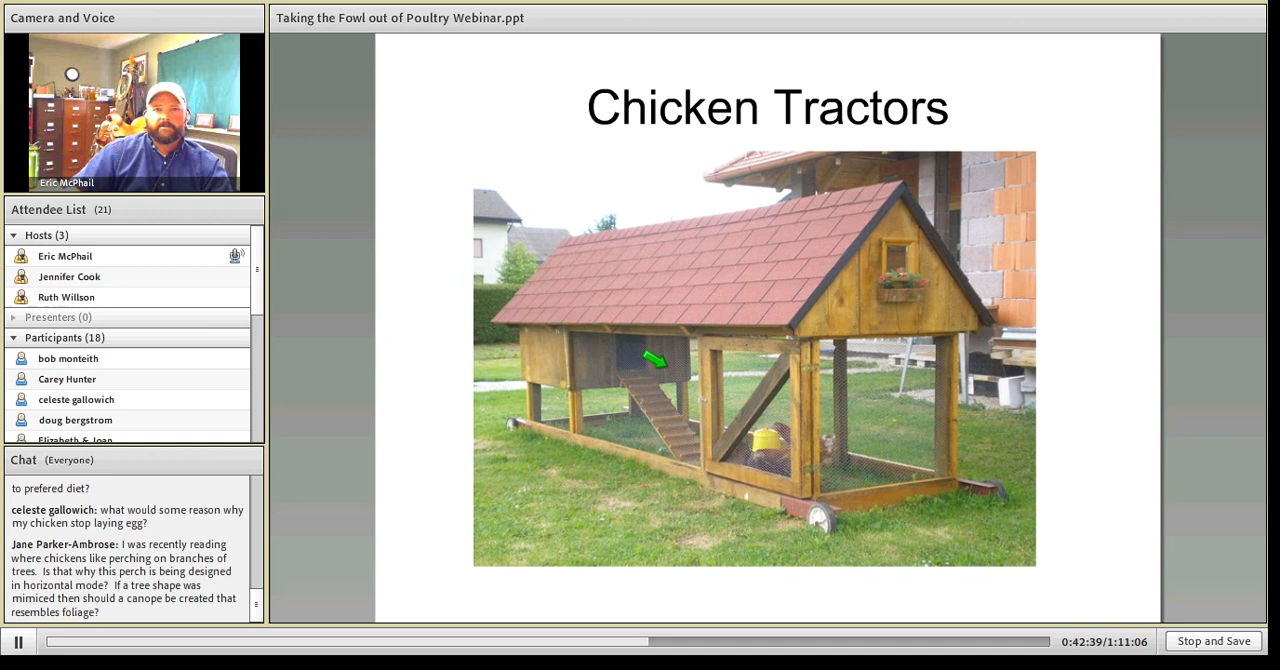 Camera and Voice
Eric McPhail
Attendee List (21)
Hosts (3)
Eric McPhail
Jennifer Cook
Ruth Willson
Presenters (0)
Participants (18)
bob monteith
Carey Hunter
celeste gallowich
doug bergstrom
Elizabeth & Joan
Chat (Everyone)
to prefered diet?
celeste gallowich: what would some reason why
my chicken stop laying egg?
Jane Parker-Ambrose: I was recently reading
where chickens like perching on branches of
trees. Is that why this perch is being designed
in horizontal mode? If a tree shape was
mimiced then should a canope be created that
resembles foliage?
Taking the Fowl out of Poultry Webinar.ppt
Chicken Tractors
0:42:39/1:11:06
Stop and Save